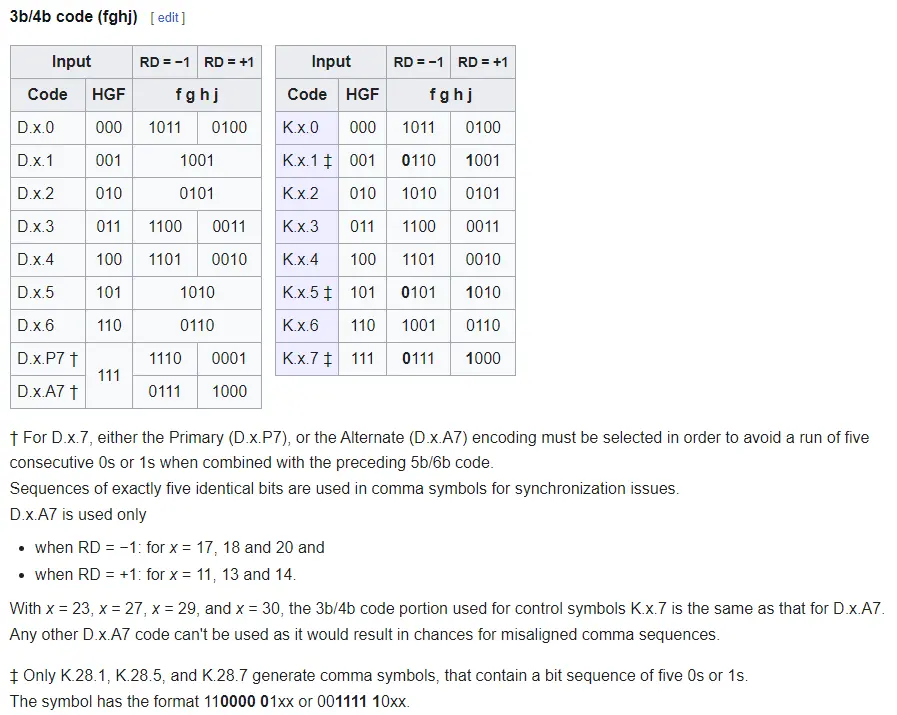 3b/4b code (fghj) [ edit ]
Input RD = −1 RD = +1 Input RD = −1 RD = +1
Code HGF f g h j Code HGF f g h j
D.x.0 000 1011 0100 K.x.0 000 1011 0100
D.x.1 001 1001 K.x.1 ‡ 001 0110 1001
D.x.2 010 0101 K.x.2 010 1010 0101
D.x.3 011 1100 0011 K.x.3 011 1100 0011
D.x.4 100 1101 0010 K.x.4 100 1101 0010
D.x.5 101 1010 K.x.5 ‡ 101 0101 1010
D.x.6 110 0110 K.x.6 110 1001 0110
D.x.P7 † 111 1110 0001 K.x.7 ‡ 111 0111 1000
D.x.A7 † 0111 1000
† For D.x.7, either the Primary (D.x.P7), or the Alternate (D.x.A7) encoding must be selected in order to avoid a run of five
consecutive 0s or 1s when combined with the preceding 5b/6b code.
Sequences of exactly five identical bits are used in comma symbols for synchronization issues.
D.x.A7 is used only
• when RD = −1: for x = 17, 18 and 20 and
• when RD = +1: for x = 11, 13 and 14.
With x = 23, x = 27, x = 29, and x = 30, the 3b/4b code portion used for control symbols K.x.7 is the same as that for D.x.A7.
Any other D.x.A7 code can't be used as it would result in chances for misaligned comma sequences.
‡ Only K.28.1, K.28.5, and K.28.7 generate comma symbols, that contain a bit sequence of five 0s or 1s.
The symbol has the format 110000 01xx or 001111 10xx.